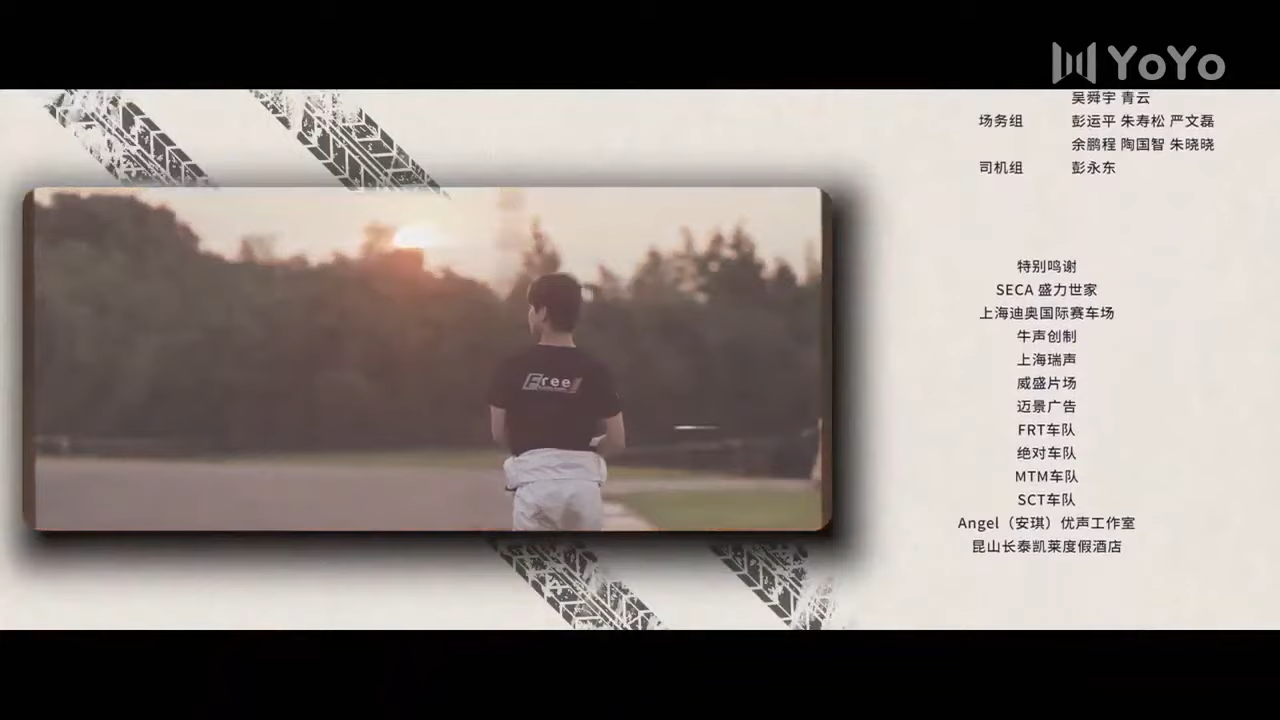 YoYo
吴舜宇 青云
场务组 彭运平 朱寿松 严文磊
余鹏程 陶国智 朱晓晓
司机组 彭永东
Free
特别鸣谢
SECA 盛力世家
上海迪奥国际赛车场
牛声创制
上海瑞声
威盛片场
迈景广告
FRT车队
绝对车队
MTM车队
SCT车队
Angel（安琪）优声工作室
昆山长泰凯莱度假酒店